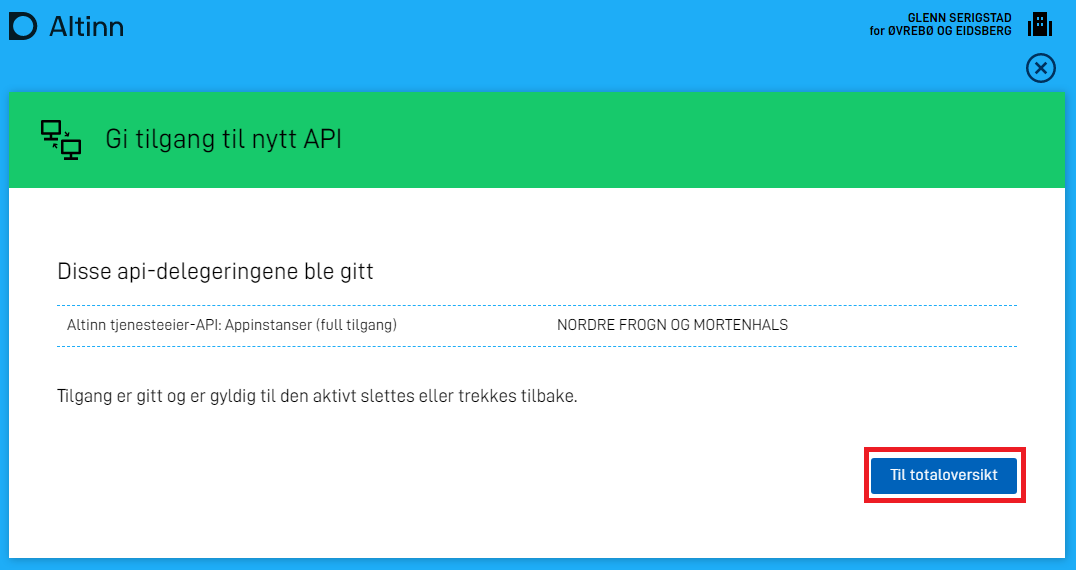 Altinn
GLENN SERIGSTAD
for ØVREBØ OG EIDSBERG
Gi tilgang til nytt API
Disse api-delegeringene ble gitt
Altinn tjenesteeier-API: Appinstanser (full tilgang) NORDRE FROGN OG MORTENHALS
Tilgang er gitt og er gyldig til den aktivt slettes eller trekkes tilbake.
Til totaloversikt